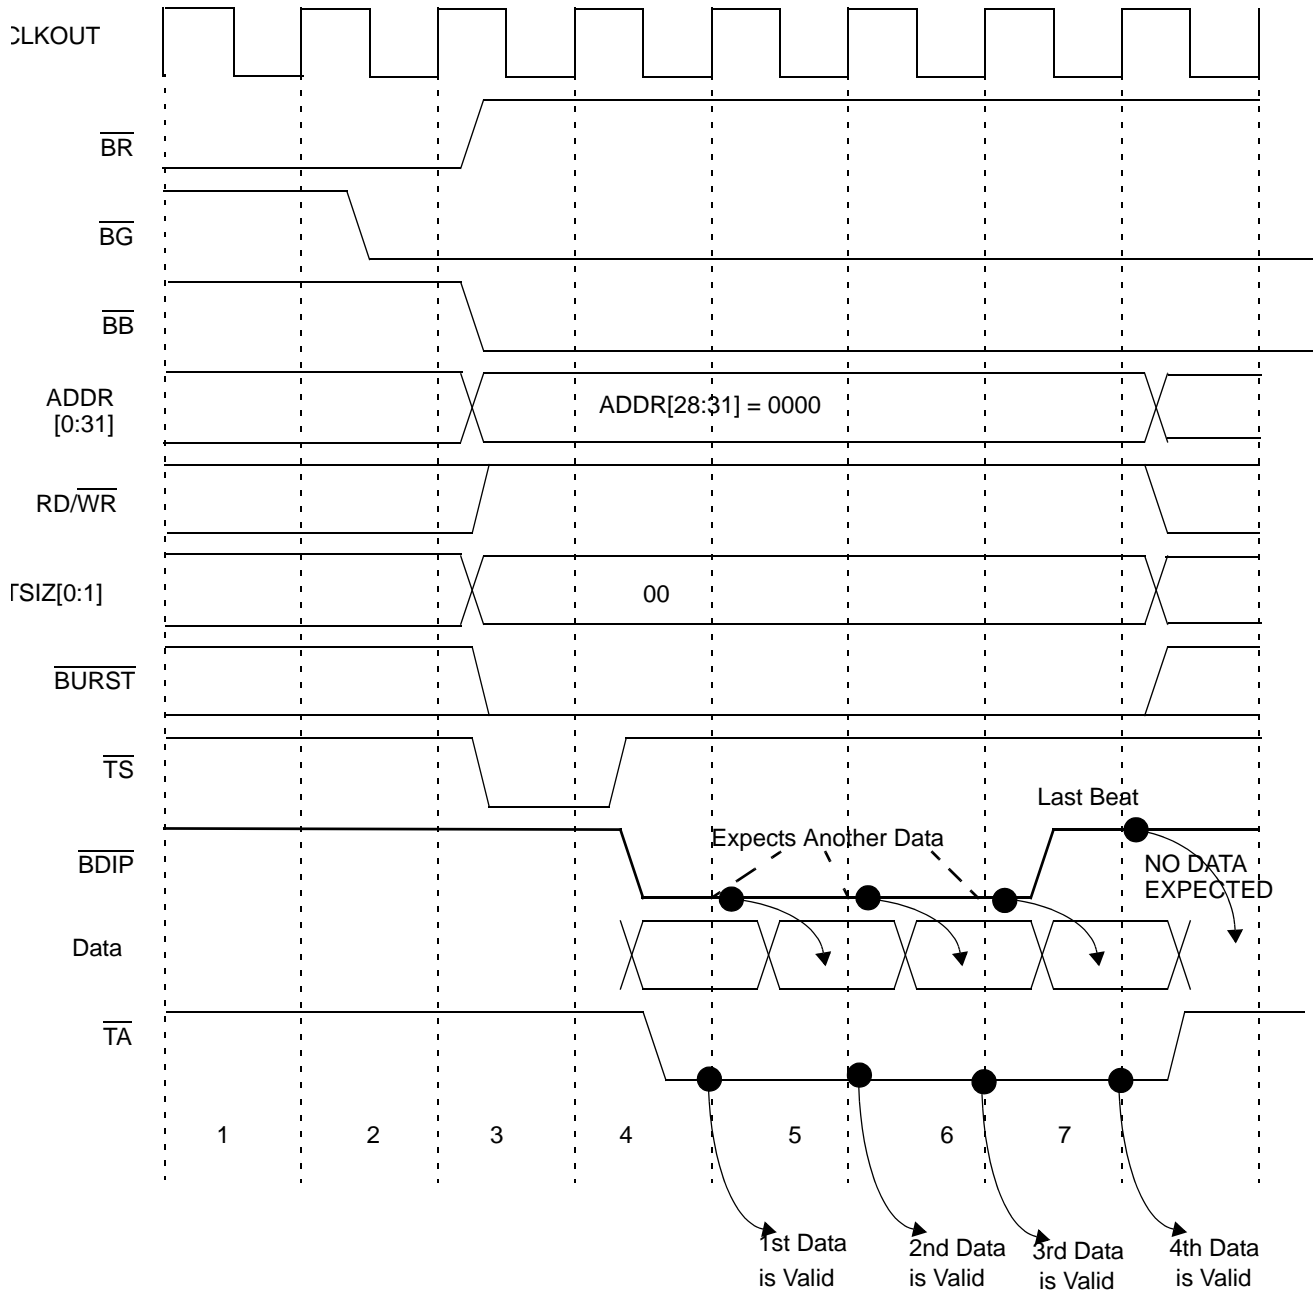 CLKOUT
BR
BG
BB
ADDR
[0:31]
ADDR[28:31] = 0000
RD/WR
TSIZ[0:1]
00
BURST
TS
Last Beat
BDIP
Expects Another Data
NO DATA
EXPECTED
Data
TA
1 2 3 4 5 6 7
1st Data
is Valid
2nd Data
is Valid
3rd Data
is Valid
4th Data
is Valid